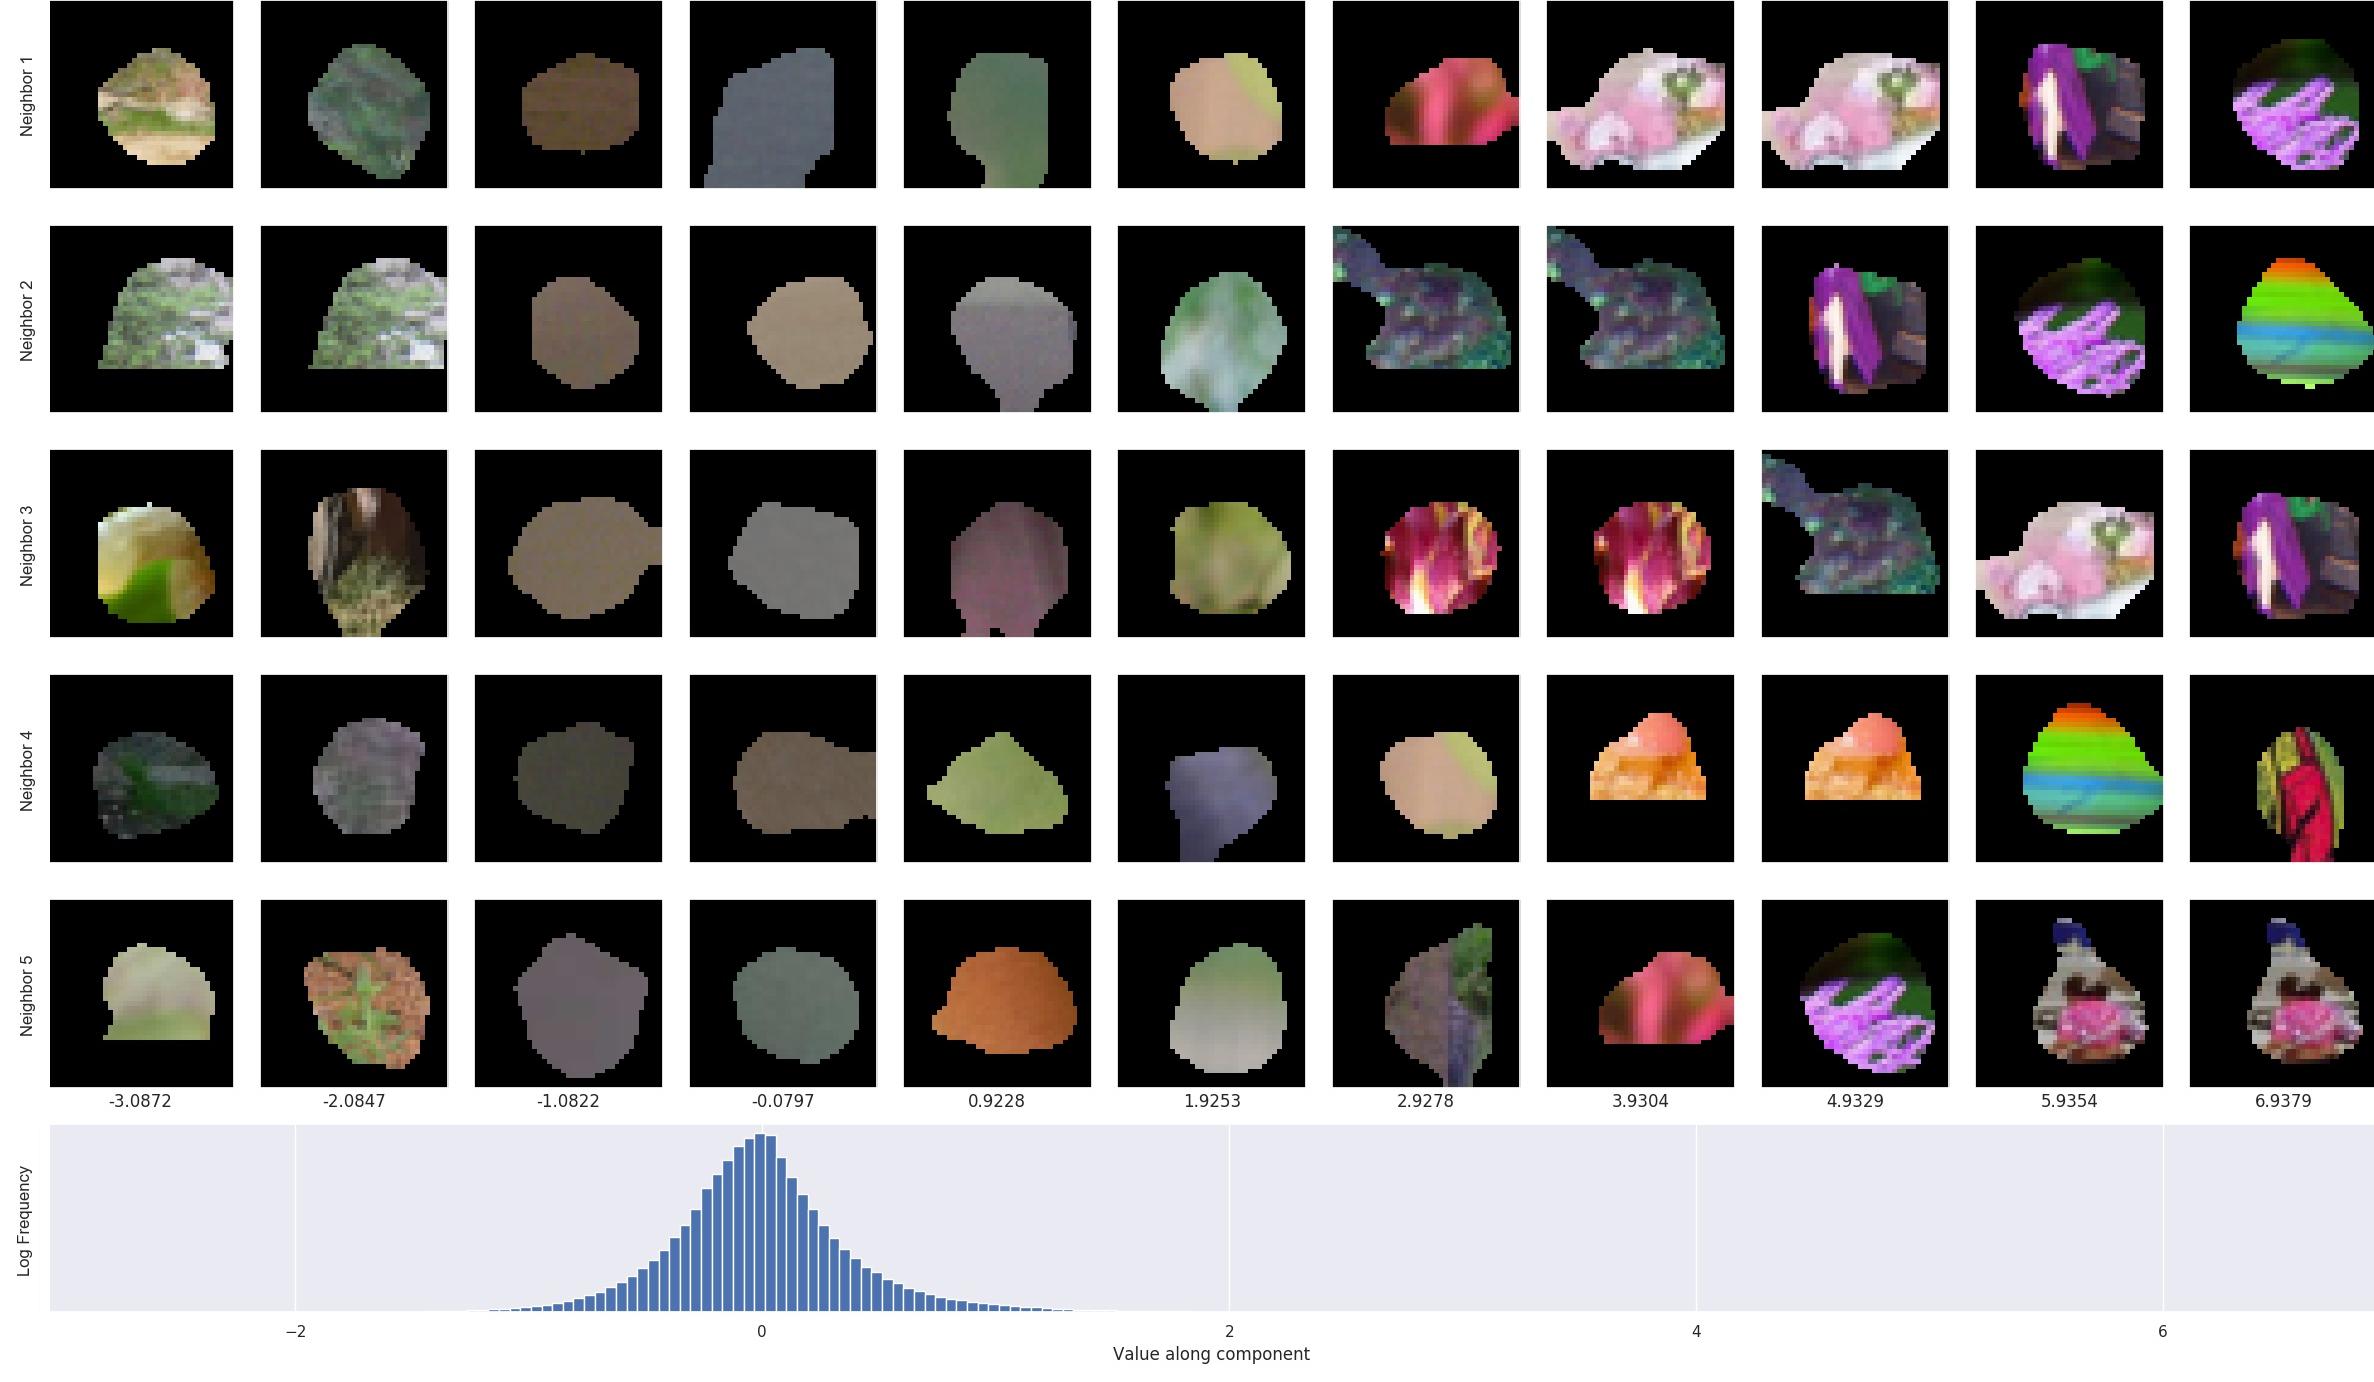 Neighbor 1
Neighbor 2
Neighbor 3
Neighbor 4
Neighbor 5
-3.0872 -2.0847 -1.0822 -0.0797 0.9228 1.9253 2.9278 3.9304 4.9329 5.9354 6.9379
Log Frequency
−2 0 2 4 6
Value along component